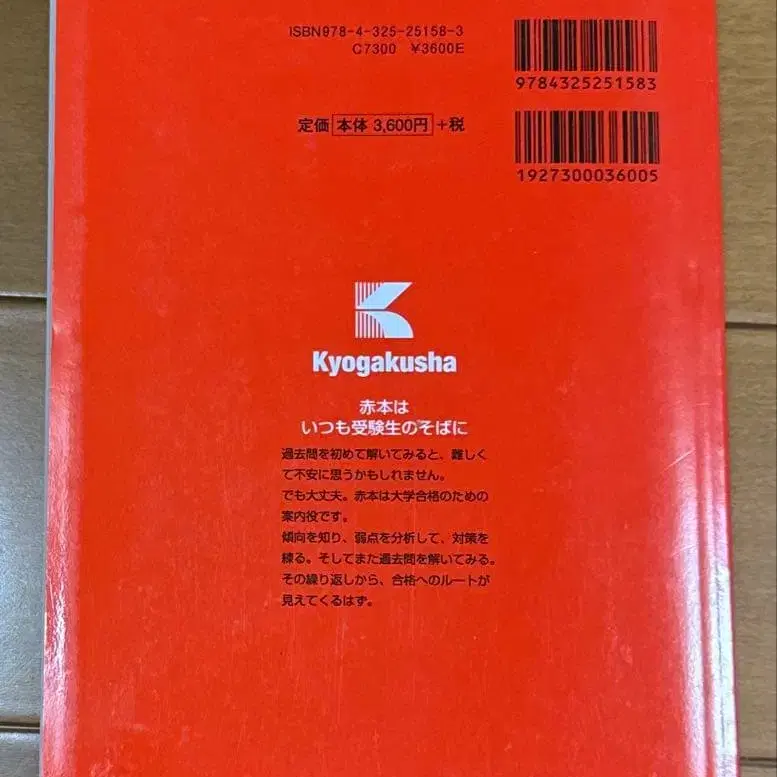 ISBN978-4-325-25158-3
C7300 ¥3600E
9784325251583
定価 本体 3,600円 +税
1927300036005
Kyogakusha
赤本は
いつも受験生のそばに
過去問を初めて解いてみると、難しく
て不安に思うかもしれません。
でも大丈夫。赤本は大学合格のための
案内役です。
傾向を知り、弱点を分析して、対策を
練る。そしてまた過去問を解いてみる。
その繰り返しから、合格へのルートが
見えてくるはず。